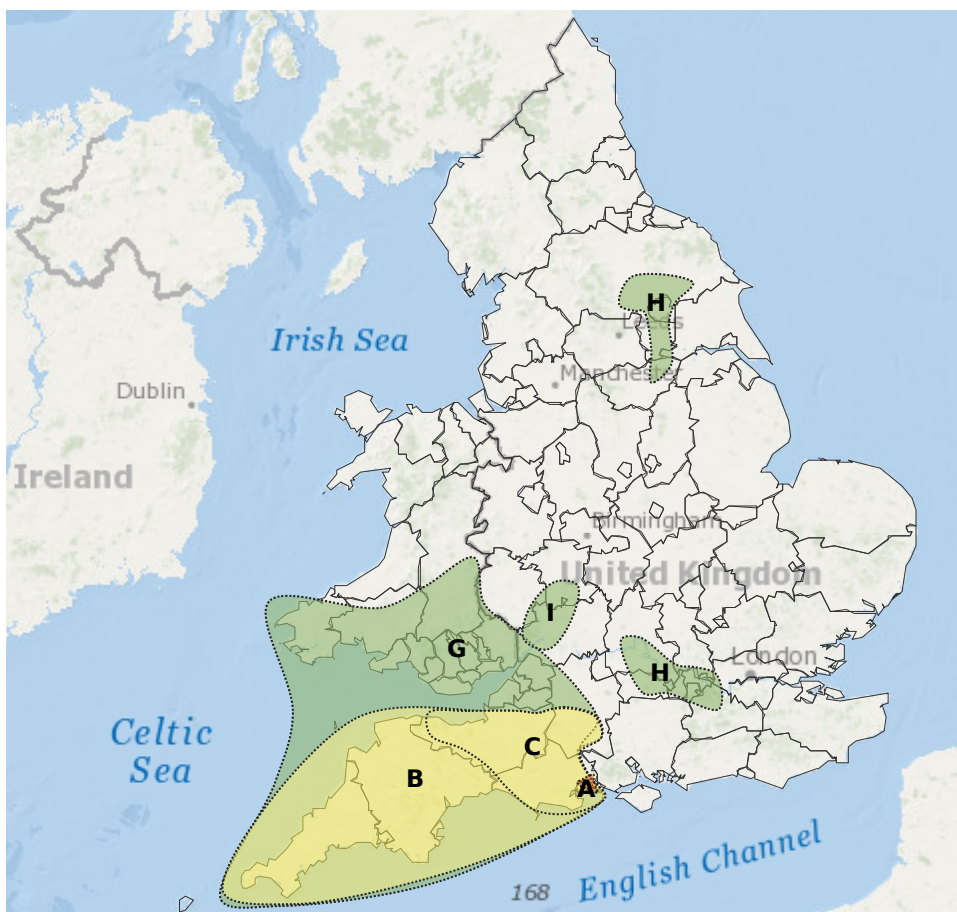 H
Leeds
Irish Sea
Manchester
Dublin
Ireland
Birmingham
United Kingdom
I
G
H
London
Celtic
Sea
C
B
A
English Channel
168